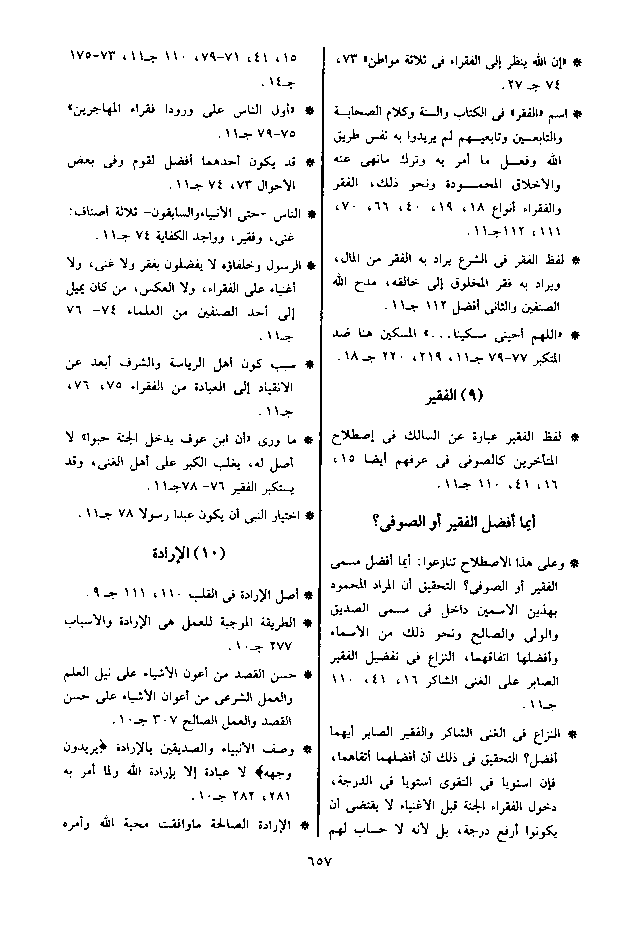 * «إن الله ينظر إلى الفقراء فى ثلاثة مواطن» ٧٣،
٧٤ جـ ٢٧.
* اسم «الفقر» فى الكتاب والسنة وكلام الصحابة
والتابعين وتابعيهم لم يريدوا به نفس طريق
الله وفعل ما أمر به وترك مانهى عنه
والاخلاق المحمودة ونحو ذلك، الفقر
والفقراء أنواع ١٨، ١٩، ٤٠، ٦٦، ٧٠،
١١١، ١١٢جـ١١.
* لفظ الفقر فى الشرع يراد به الفقر من المال،
ويراد به فقر المخلوق إلى خالقه، مدح الله
الصنفين والثانى أفضل ١١٢ جـ١١.
* «اللهم أحينى مسكينا...» المسكين هنا ضد
المتكبر ٧٧-٧٩ جـ١١، ٢١٩، ٢٢٠ جـ١٨.
(٩) الفقير
* لفظ الفقير عبارة عن السالك فى إصطلاح
المتأخرين كالصوفى فى عرفهم أيضا ١٥،
١٦، ٤١، ١١٠ جـ١١.
أيما أفضل الفقير أو الصوفى؟
* وعلى هذا الاصطلاح تنازعوا: أيما أفضل مسمى
الفقير أو الصوفى؟ التحقيق أن المراد المحمود
بهذين الاسمين داخل فى مسمى الصديق
والولى والصالح ونحو ذلك من الأسماء
وأفضلها اتقاهما، النزاع فى تفضيل الفقير
الصابر على الغنى الشاكر ١٦، ٤١، ١١٠
جـ١١.
* النزاع فى الغنى الشاكر والفقير الصابر أيهما
أفضل؟ التحقيق فى ذلك أن أفضلهما أتقاهما،
فإن استويا فى التقوى استويا فى الدرجة،
دخول الفقراء الجنة قبل الأغنياء لا يقتضى أن
يكونوا أرفع درجة، بل لأنه لا حساب لهم
١٥، ٤١، ٧١-٧٩، ١١٠ جـ١١، ٧٣-١٧٥
جـ١٤.
* «أول الناس على ورودا فقراء المهاجرين»
٧٥-٧٩ جـ١١.
* قد يكون أحدهما أفضل لقوم وفى بعض
الأحوال ٧٣، ٧٤ جـ١١.
* الناس -حتى الأنبياءوالسابقون- ثلاثة أصناف:
غنى، وفقير، وواجد الكفاية ٧٤ جـ١١.
* الرسول وخلفاؤه لا يفضلون بفقر ولا غنى، ولا
أغنياء على الفقراء، ولا العكس، من كان يميل
إلى أحد الصنفين من العلماء ٧٤- ٧٦
جـ١١.
* سبب كون أهل الرياسة والشرف أبعد عن
الانقياد إلى العبادة من الفقراء ٧٥، ٧٦،
جـ١١.
* ما روى «أن ابن عوف يدخل الجنة حبوا» لا
أصل له، يغلب الكبر على أهل الغنى، وقد
يستكبر الفقير ٧٦- ٧٨جـ١١.
* اختيار النبى أن يكون عبدا رسولا ٧٨ جـ١١.
(١٠) الإرادة
* أصل الإرادة فى القلب ١١٠، ١١١ جـ ٩.
* الطريقة الموجبة للعمل هى الإرادة والأسباب
٢٧٧ جـ١٠.
* حسن القصد من أعون الأشياء على نيل العلم
والعمل الشرعى من أعوان الأشياء على حسن
القصد والعمل الصالح ٣٠٧ جـ١٠.
* وصف الأنبياء والصديقين بالإرادة ﴿يريدون
وجهه﴾ لا عبادة إلا بإرادة الله ولما أمر به
٢٨١، ٢٨٢ جـ١٠.
* الإرادة الصالحة ماوافقت محبة الله وأمره
٦٥٧